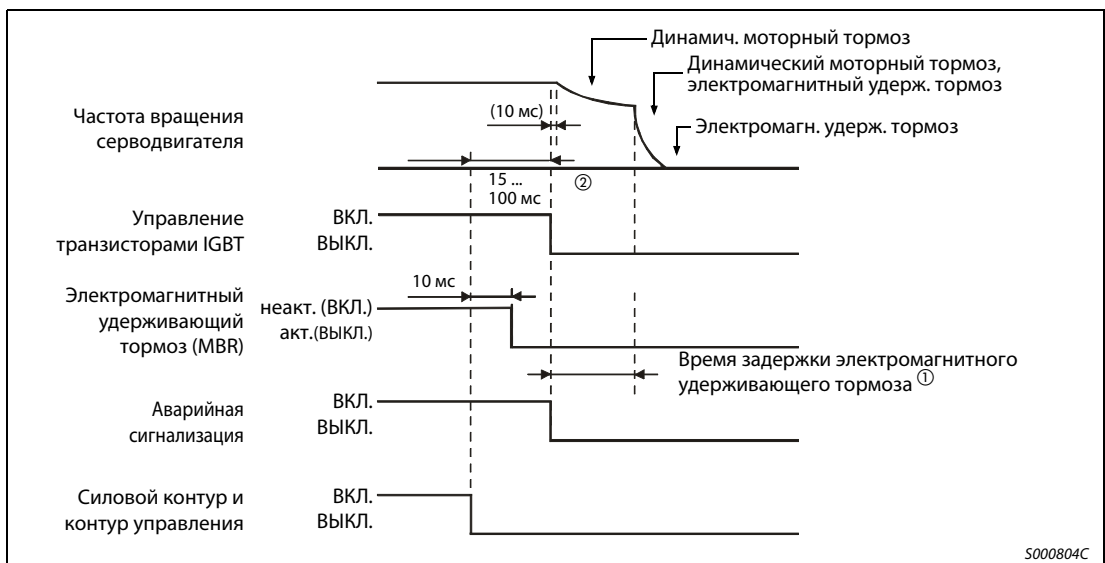 Динамич. моторный тормоз
Динамический моторный тормоз,
электромагнитный удерж. тормоз
Электромагн. удерж. тормоз
Частота вращения
серводвигателя
(10 мс)
15 ...
100 мс
②
Управление
транзисторами IGBT
ВКЛ.
ВЫКЛ.
Электромагнитный
удерживающий
тормоз (MBR)
10 мс
неакт. (ВКЛ.)
акт.(ВЫКЛ.)
Время задержки электромагнитного
удерживающего тормоза ①
Аварийная
сигнализация
ВКЛ.
ВЫКЛ.
Силовой контур и
контур управления
ВКЛ.
ВЫКЛ.
S000804C